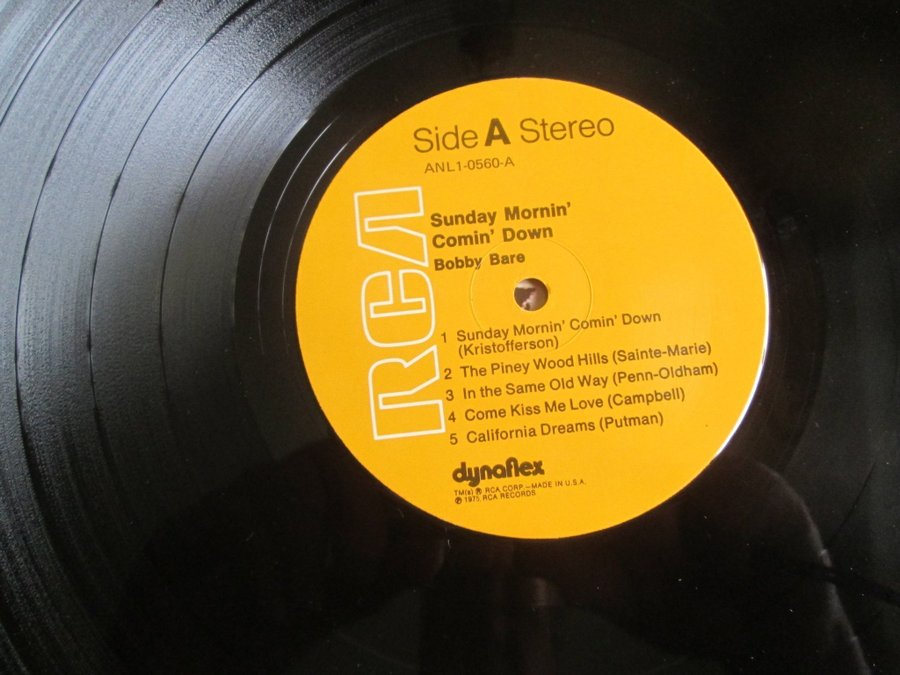 Side A Stereo
ANL1-0560-A
RCA
Sunday Mornin'
Comin' Down
Bobby Bare
1 Sunday Mornin' Comin' Down
(Kristofferson)
2 The Piney Wood Hills (Sainte-Marie)
3 In the Same Old Way (Penn-Oldham)
4 Come Kiss Me Love (Campbell)
5 California Dreams (Putman)
dynaflex
TM(s) ® RCA CORP.–MADE IN U.S.A.
℗ 1975, RCA RECORDS